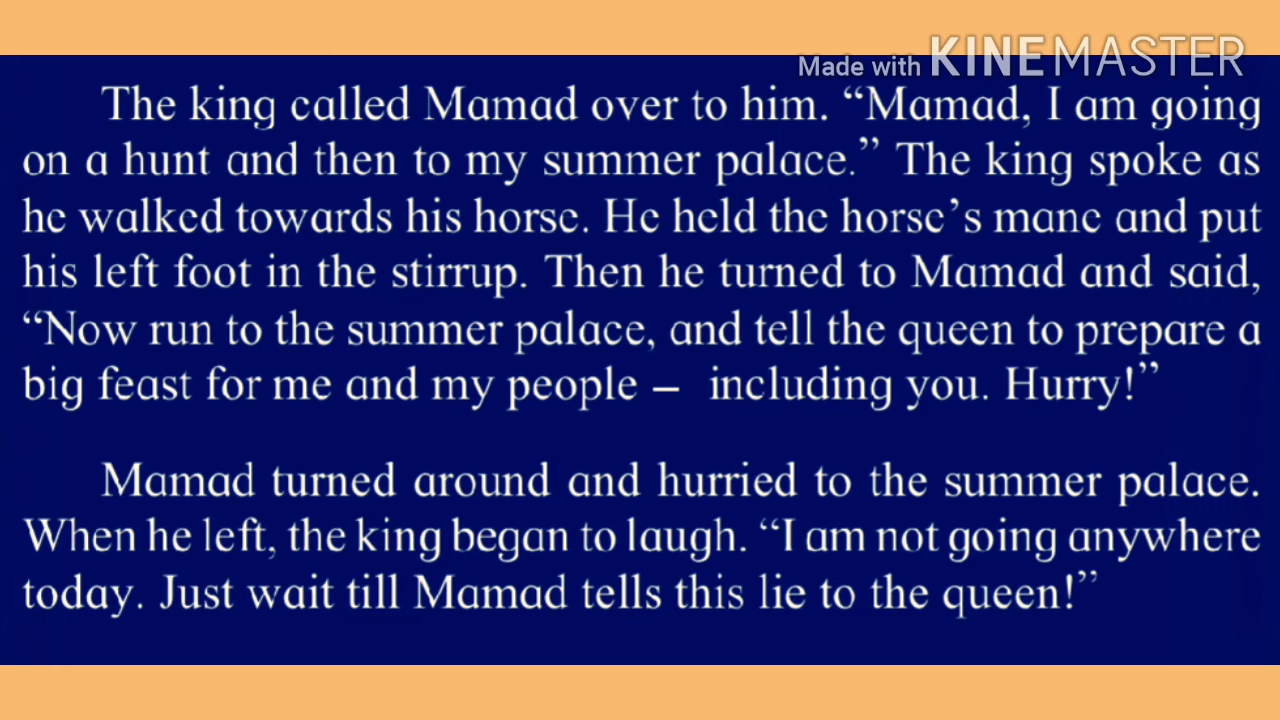 Made with KINEMASTER
The king called Mamad over to him. “Mamad, I am going
on a hunt and then to my summer palace.” The king spoke as
he walked towards his horse. He held the horse’s mane and put
his left foot in the stirrup. Then he turned to Mamad and said,
“Now run to the summer palace, and tell the queen to prepare a
big feast for me and my people – including you. Hurry!”
Mamad turned around and hurried to the summer palace.
When he left, the king began to laugh. “I am not going anywhere
today. Just wait till Mamad tells this lie to the queen!”